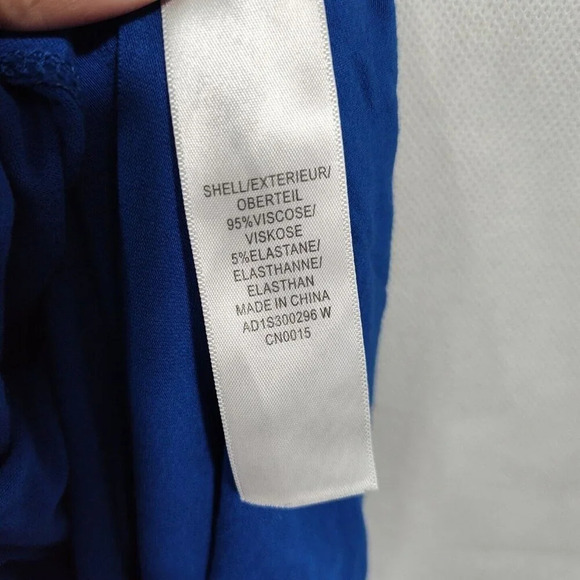 SHELL/EXTERIEUR/
OBERTEIL
95%VISCOSE/
VISKOSE
5%ELASTANE/
ELASTHANNE/
ELASTHAN
MADE IN CHINA
AD1S300296 W
CN0015